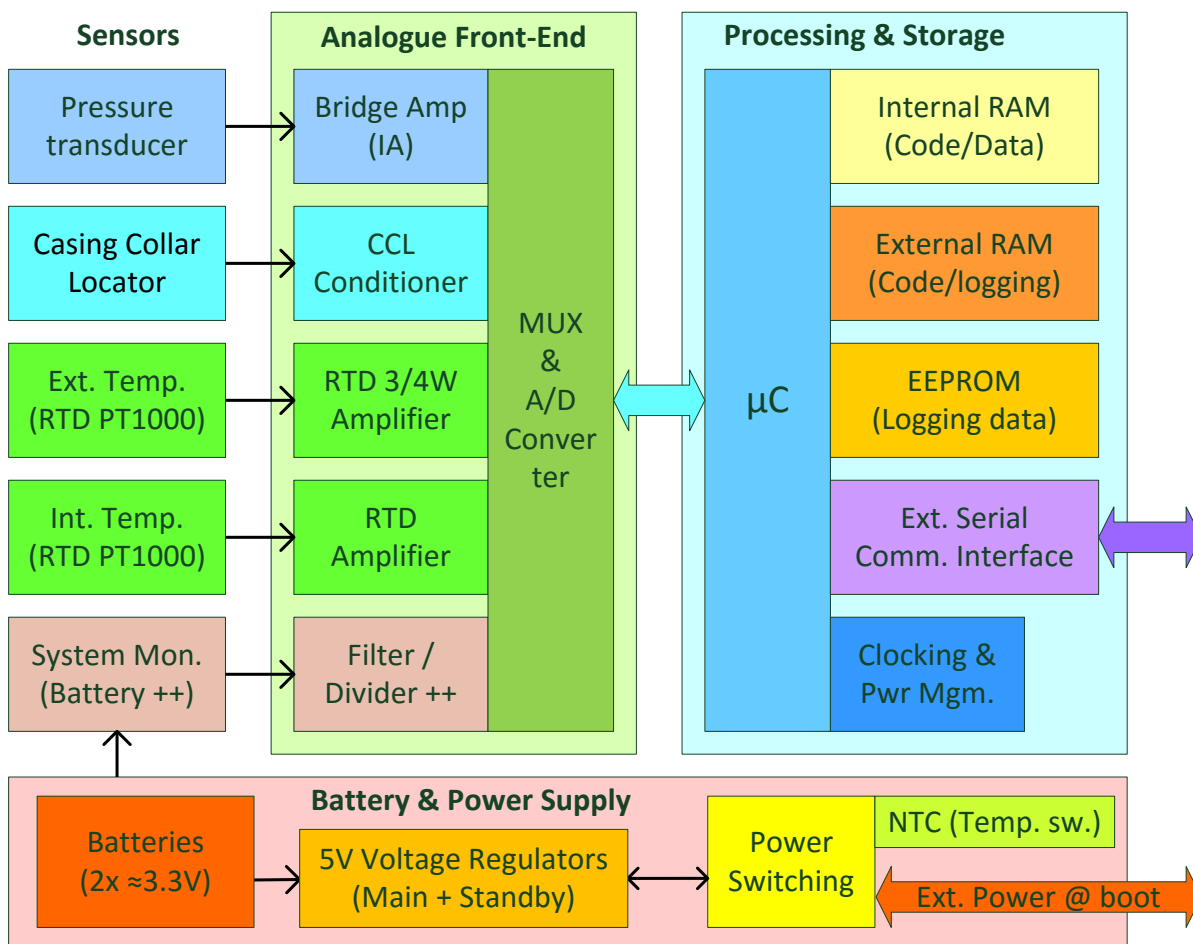 Sensors
Analogue Front-End
Processing & Storage
Pressure
transducer
Bridge Amp
(IA)
Internal RAM
(Code/Data)
Casing Collar
Locator
CCL
Conditioner
External RAM
(Code/logging)
MUX
&
A/D
Conver
ter
µC
Ext. Temp.
(RTD PT1000)
RTD 3/4W
Amplifier
EEPROM
(Logging data)
Int. Temp.
(RTD PT1000)
RTD
Amplifier
Ext. Serial
Comm. Interface
System Mon.
(Battery ++)
Filter /
Divider ++
Clocking &
Pwr Mgm.
Battery & Power Supply
Batteries
(2x ≈3.3V)
5V Voltage Regulators
(Main + Standby)
Power
Switching
NTC (Temp. sw.)
Ext. Power @ boot